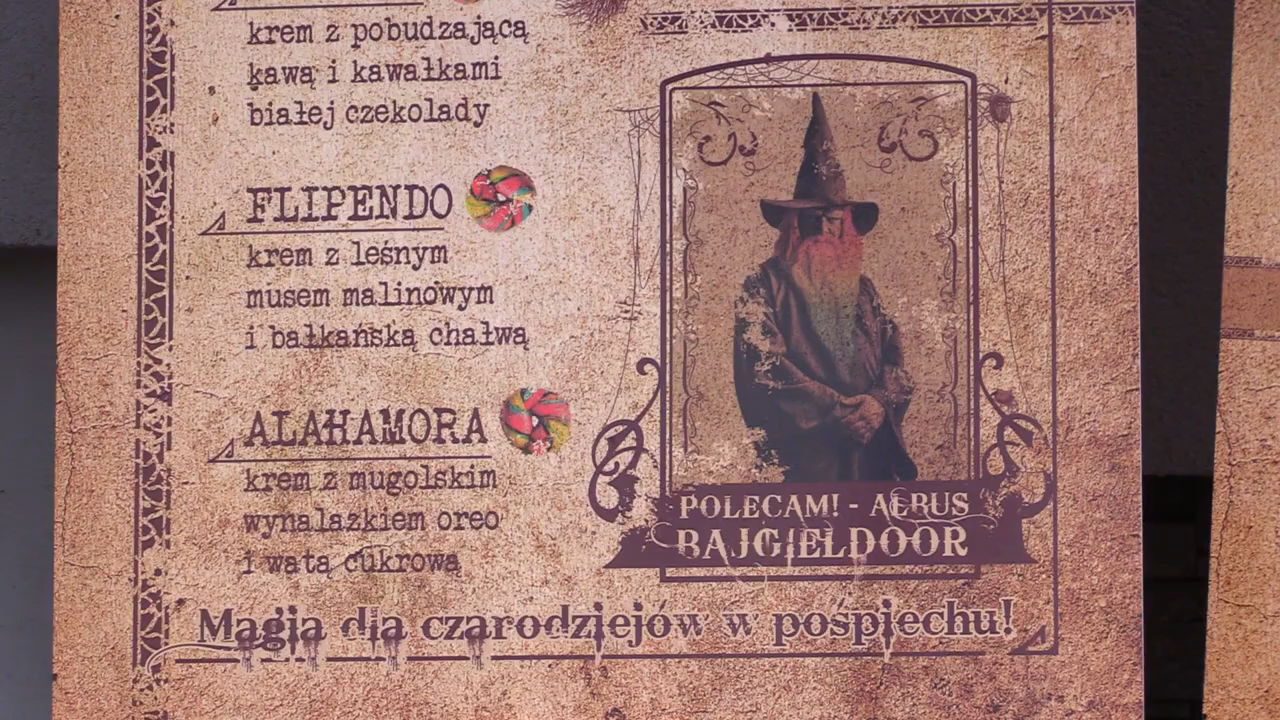 krem z pobudzającą
kawą i kawałkami
białej czekolady
FLIPENDO
krem z leśnym
musem malinowym
i bałkańską chałwą
ALAHAMORA
krem z mugolskim
wynalazkiem oreo
i watą cukrową
POLECAM! - ALBUS
BAJGIELDOOR
Magia dla czarodziejów w pośpiechu!